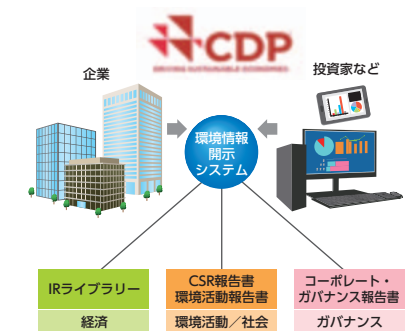 CDP
DRIVING SUSTAINABLE ECONOMIES
企業
投資家など
環境情報
開示
システム
IRライブラリー
CSR報告書
環境活動報告書
コーポレート・
ガバナンス報告書
経済
環境活動／社会
ガバナンス